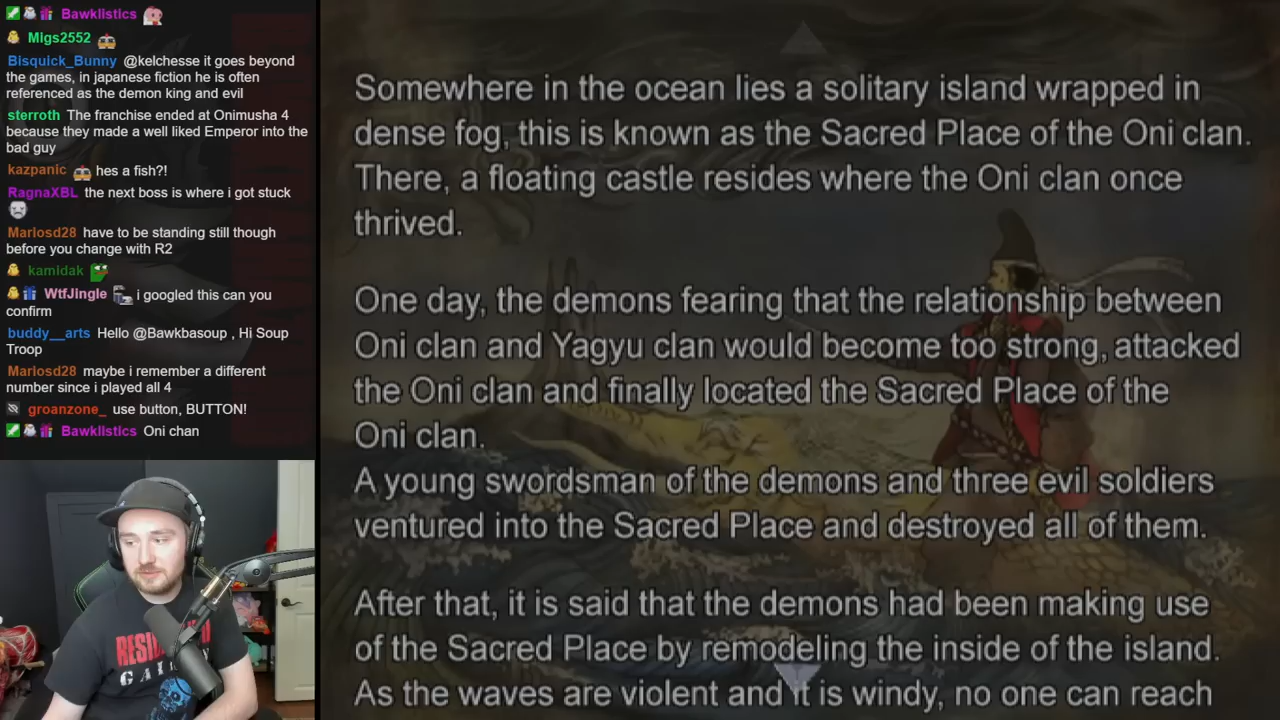 Bawklistics
MIgs2552
Bisquick_Bunny @kelchesse it goes beyond
the games, in japanese fiction he is often
referenced as the demon king and evil
sterroth The franchise ended at Onimusha 4
because they made a well liked Emperor into the
bad guy
kazpanic hes a fish?!
RagnaXBL the next boss is where i got stuck
Mariosd28 have to be standing still though
before you change with R2
kamidak
WtfJingle i googled this can you
confirm
buddy__arts Hello @Bawkbasoup , Hi Soup
Troop
Mariosd28 maybe i remember a different
number since i played all 4
groanzone_ use button, BUTTON!
Bawklistics Oni chan
Somewhere in the ocean lies a solitary island wrapped in
dense fog, this is known as the Sacred Place of the Oni clan.
There, a floating castle resides where the Oni clan once
thrived.
One day, the demons fearing that the relationship between
Oni clan and Yagyu clan would become too strong, attacked
the Oni clan and finally located the Sacred Place of the
Oni clan.
A young swordsman of the demons and three evil soldiers
ventured into the Sacred Place and destroyed all of them.
After that, it is said that the demons had been making use
of the Sacred Place by remodeling the inside of the island.
As the waves are violent and it is windy, no one can reach